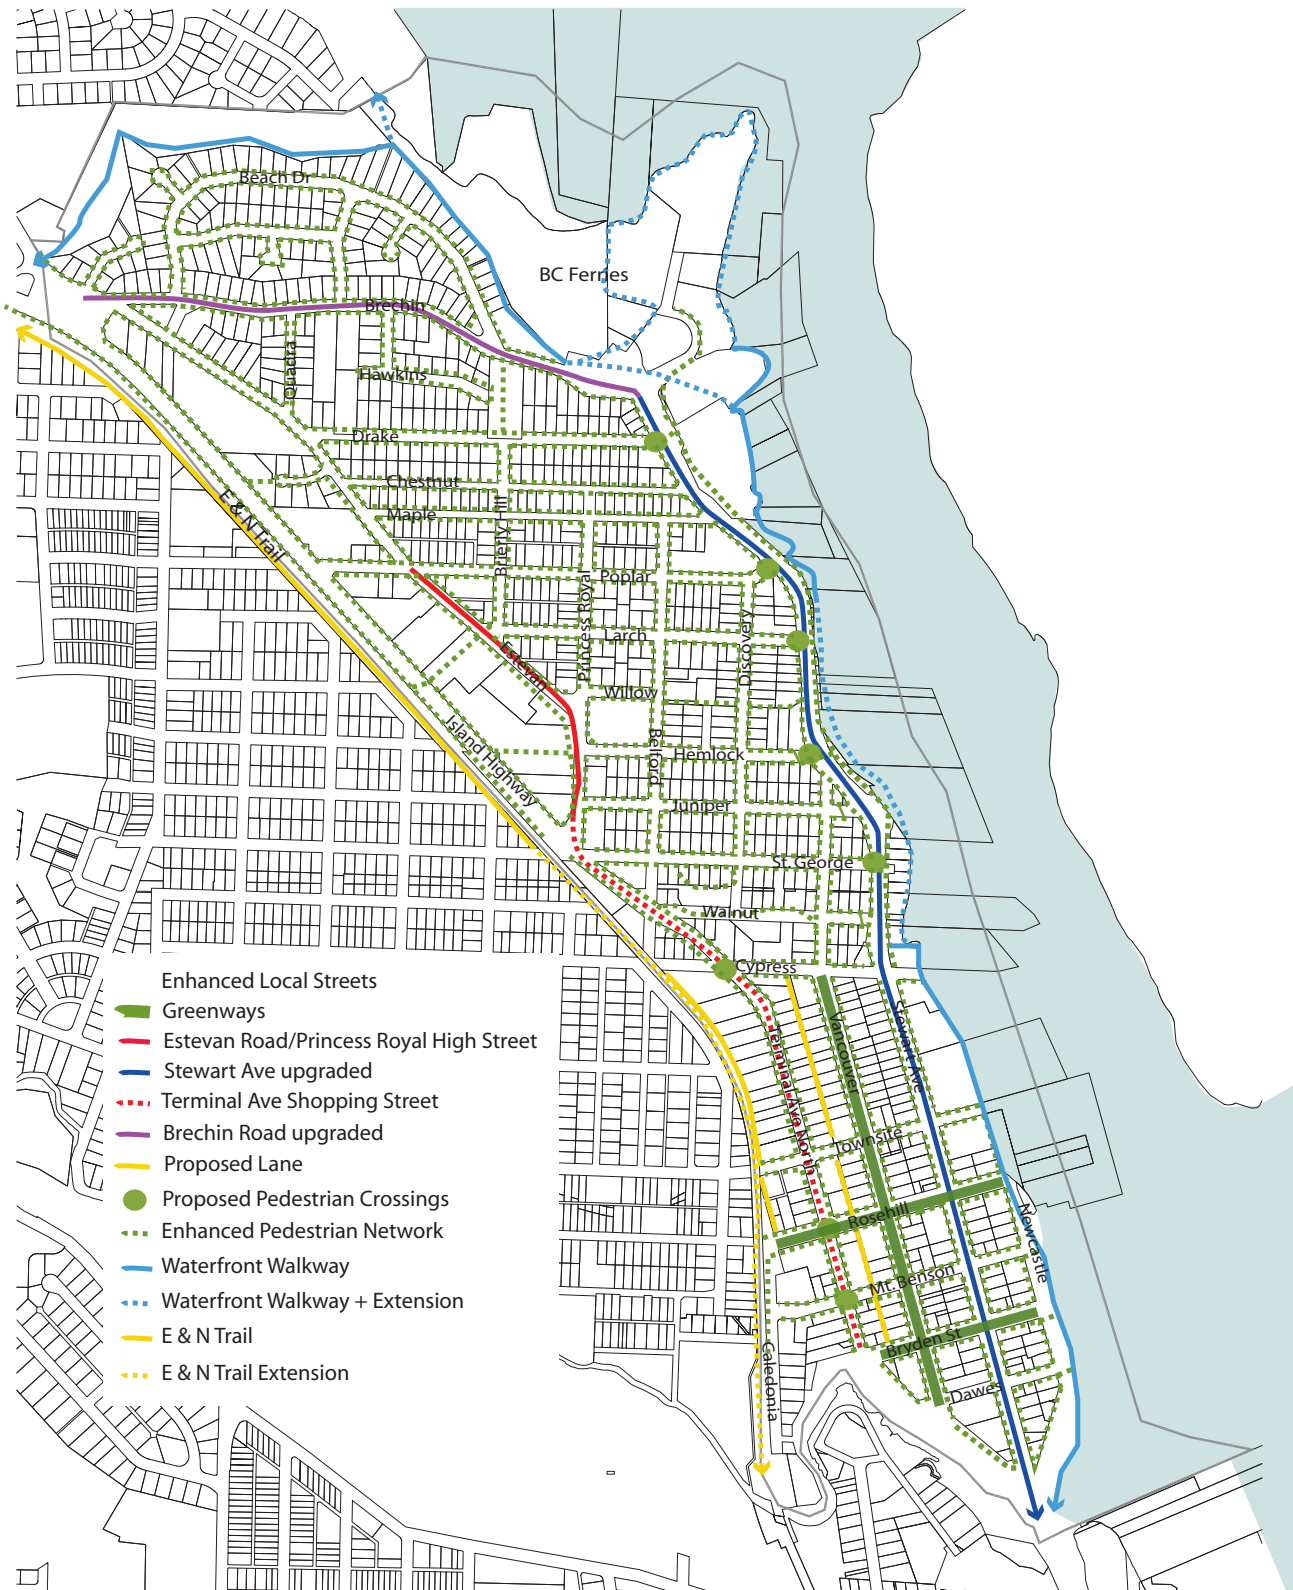 Beach Dr
BC Ferries
Brechin
Quadra
Hawkins
Drake
Chestnut
Maple
E & N Trail
Brierly Hill
Poplar
Princess Royal
Larch
Discovery
Estevan
Willow
Belford
Hemlock
Island Highway
Juniper
St. George
Walnut
Cypress
Vancouver
Stewart Ave
Terminal Ave North
Townsite
Rosehill
Newcastle
Mt. Benson
Bryden St
Caledonia
Dawes
Enhanced Local Streets
Greenways
Estevan Road/Princess Royal High Street
Stewart Ave upgraded
Terminal Ave Shopping Street
Brechin Road upgraded
Proposed Lane
Proposed Pedestrian Crossings
Enhanced Pedestrian Network
Waterfront Walkway
Waterfront Walkway + Extension
E & N Trail
E & N Trail Extension